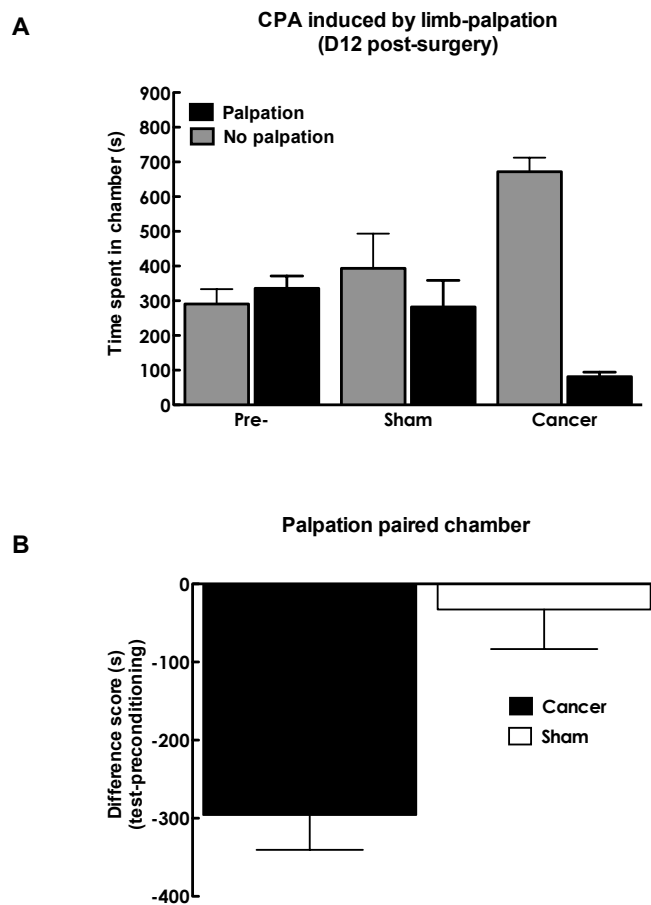 A
CPA induced by limb-palpation
(D12 post-surgery)
Time spent in chamber (s)
900
800
700
600
500
400
300
200
100
0
Palpation
No palpation
Pre-
Sham
Cancer
B
Palpation paired chamber
Difference score (s)
(test-preconditioning)
0
-100
-200
-300
-400
Cancer
Sham